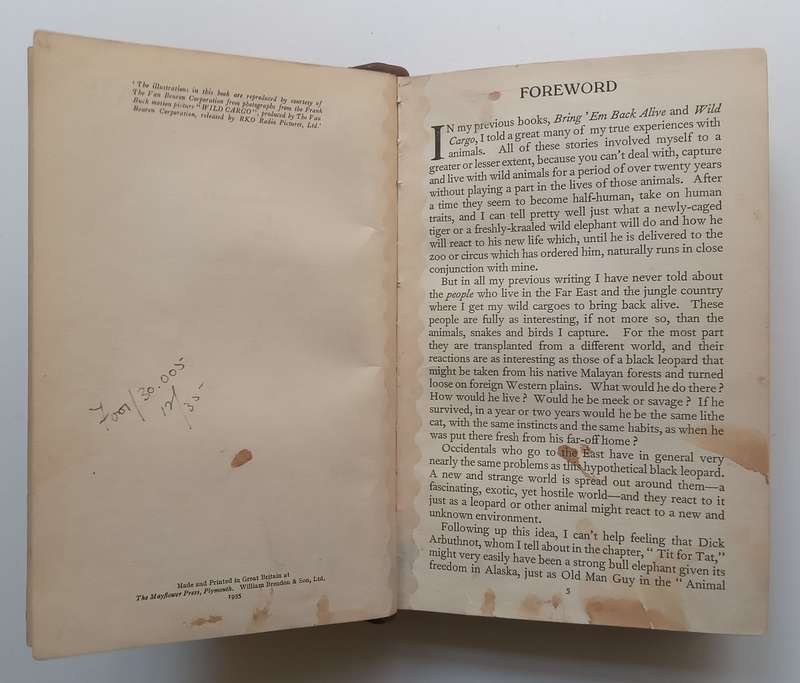 ‘The illustrations in this book are reproduced by courtesy of
The Van Beuren Corporation from photographs from the Frank
Buck motion picture “WILD CARGO”, produced by The Van
Beuren Corporation, released by RKO Radio Pictures, Ltd.’
30.005
12/35-
Made and Printed in Great Britain at
The Mayflower Press, Plymouth. William Brendon & Son, Ltd.
1935
FOREWORD
IN my previous books, Bring ’Em Back Alive and Wild
Cargo, I told a great many of my true experiences with
animals. All of these stories involved myself to a
greater or lesser extent, because you can’t deal with, capture
and live with wild animals for a period of over twenty years
without playing a part in the lives of those animals. After
a time they seem to become half-human, take on human
traits, and I can tell pretty well just what a newly-caged
tiger or a freshly-kraaled wild elephant will do and how he
will react to his new life which, until he is delivered to the
zoo or circus which has ordered him, naturally runs in close
conjunction with mine.
But in all my previous writing I have never told about
the people who live in the Far East and the jungle country
where I get my wild cargoes to bring back alive. These
people are fully as interesting, if not more so, than the
animals, snakes and birds I capture. For the most part
they are transplanted from a different world, and their
reactions are as interesting as those of a black leopard that
might be taken from his native Malayan forests and turned
loose on foreign Western plains. What would he do there ?
How would he live ? Would he be meek or savage ? If he
survived, in a year or two years would he be the same lithe
cat, with the same instincts and the same habits, as when he
was put there fresh from his far-off home ?
Occidentals who go to the East have in general very
nearly the same problems as this hypothetical black leopard.
A new and strange world is spread out around them—a
fascinating, exotic, yet hostile world—and they react to it
just as a leopard or other animal might react to a new and
unknown environment.
Following up this idea, I can’t help feeling that Dick
Arbuthnot, whom I tell about in the chapter, “ Tit for Tat,”
might very easily have been a strong bull elephant given its
freedom in Alaska, just as Old Man Guy in the “ Animal
5